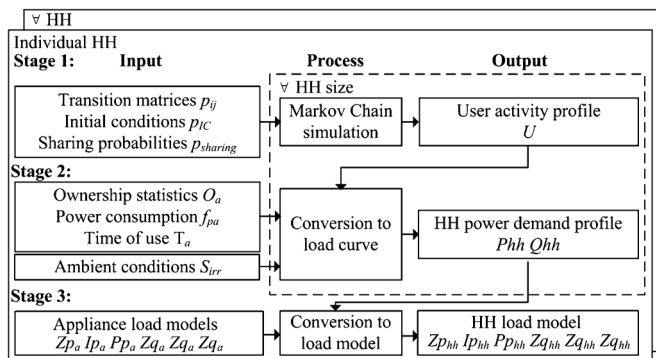 ∀ HH
Individual HH
Stage 1: Input Process Output
∀ HH size
Transition matrices p_ij
Initial conditions p_IC
Sharing probabilities p_sharing
Markov Chain
simulation
User activity profile
U
Stage 2:
Ownership statistics O_a
Power consumption f_pa
Time of use T_a
Ambient conditions S_irr
Conversion to
load curve
HH power demand profile
Phh Qhh
Stage 3:
Appliance load models
Zp_a Ip_a Pp_a Zq_a Zq_a Zq_a
Conversion to
load model
HH load model
Zp_hh Ip_hh Pp_hh Zq_hh Zq_hh Zq_hh